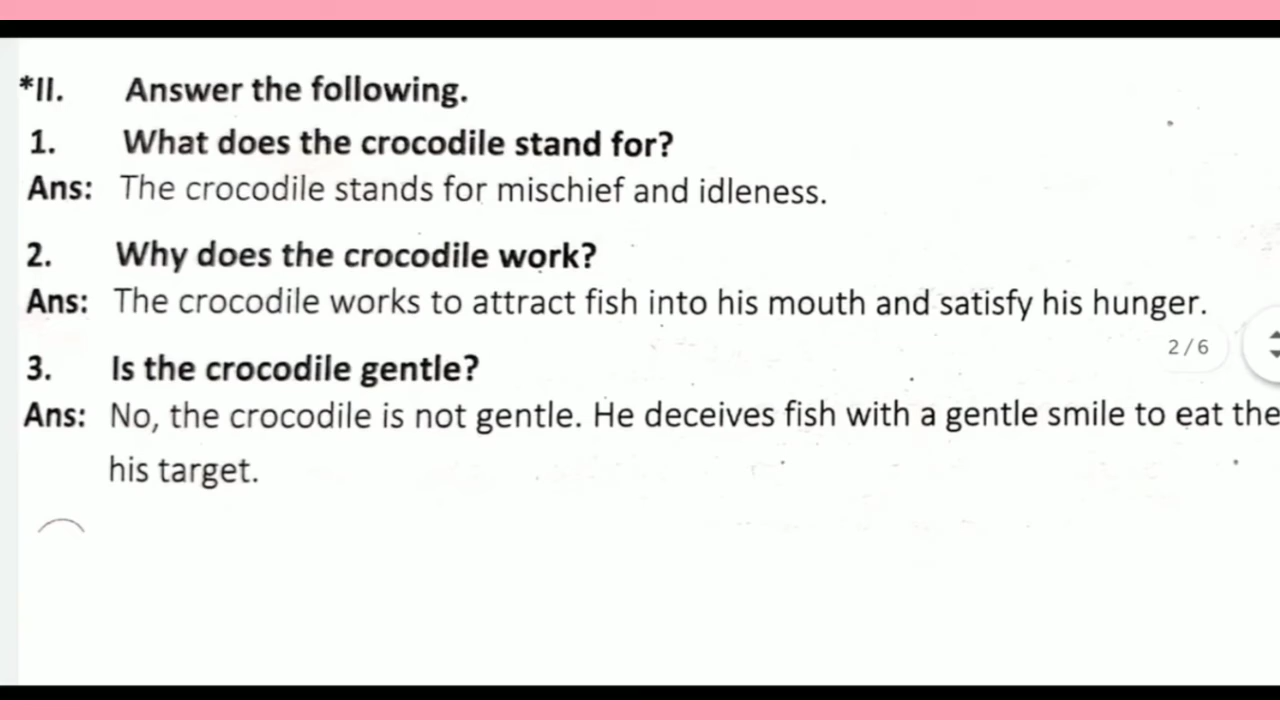 *II. Answer the following.
1. What does the crocodile stand for?
Ans: The crocodile stands for mischief and idleness.
2. Why does the crocodile work?
Ans: The crocodile works to attract fish into his mouth and satisfy his hunger.
2/6
3. Is the crocodile gentle?
Ans: No, the crocodile is not gentle. He deceives fish with a gentle smile to eat the
his target.